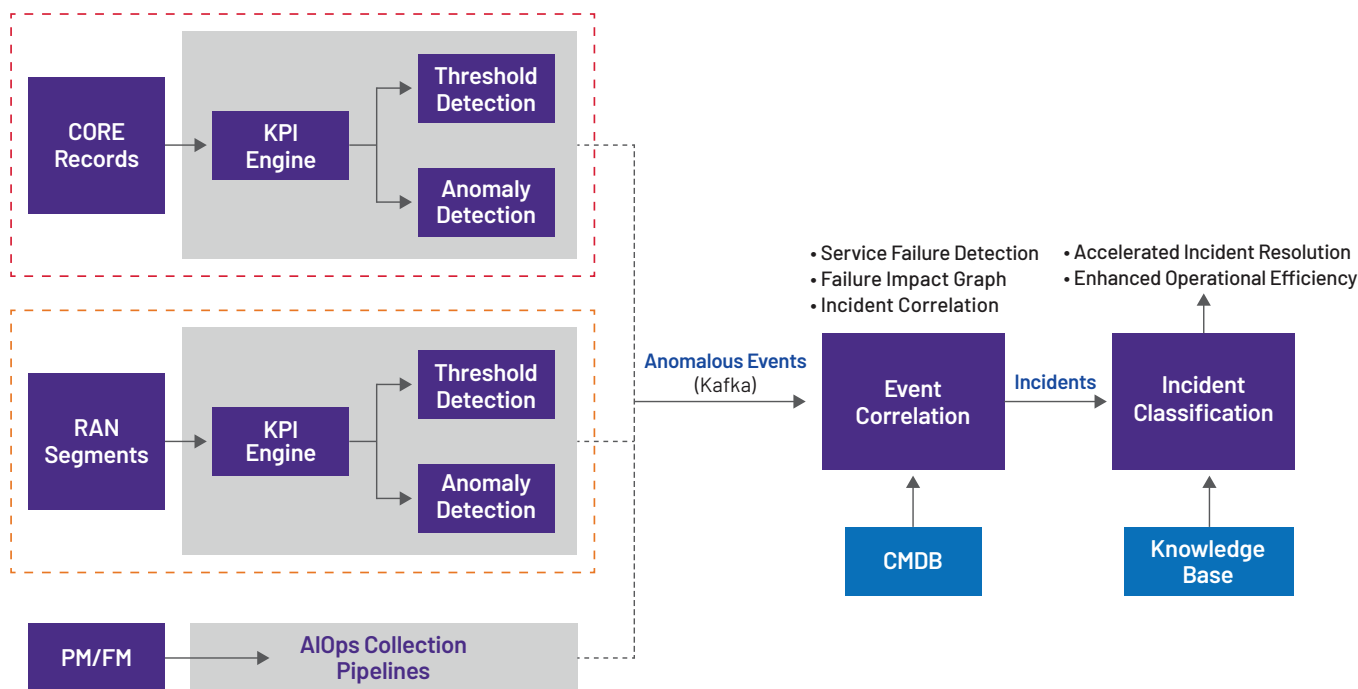 CORE
Records
KPI
Engine
Threshold
Detection
Anomaly
Detection
RAN
Segments
KPI
Engine
Threshold
Detection
Anomaly
Detection
PM/FM
AIOps Collection
Pipelines
Anomalous Events
(Kafka)
• Service Failure Detection
• Failure Impact Graph
• Incident Correlation
Event
Correlation
CMDB
Incidents
• Accelerated Incident Resolution
• Enhanced Operational Efficiency
Incident
Classification
Knowledge
Base